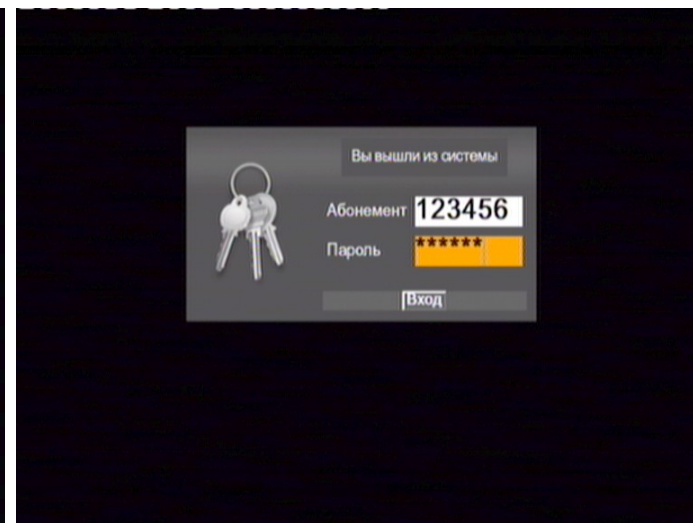 Вы вышли из системы
Абонемент 123456
Пароль ******
Вход